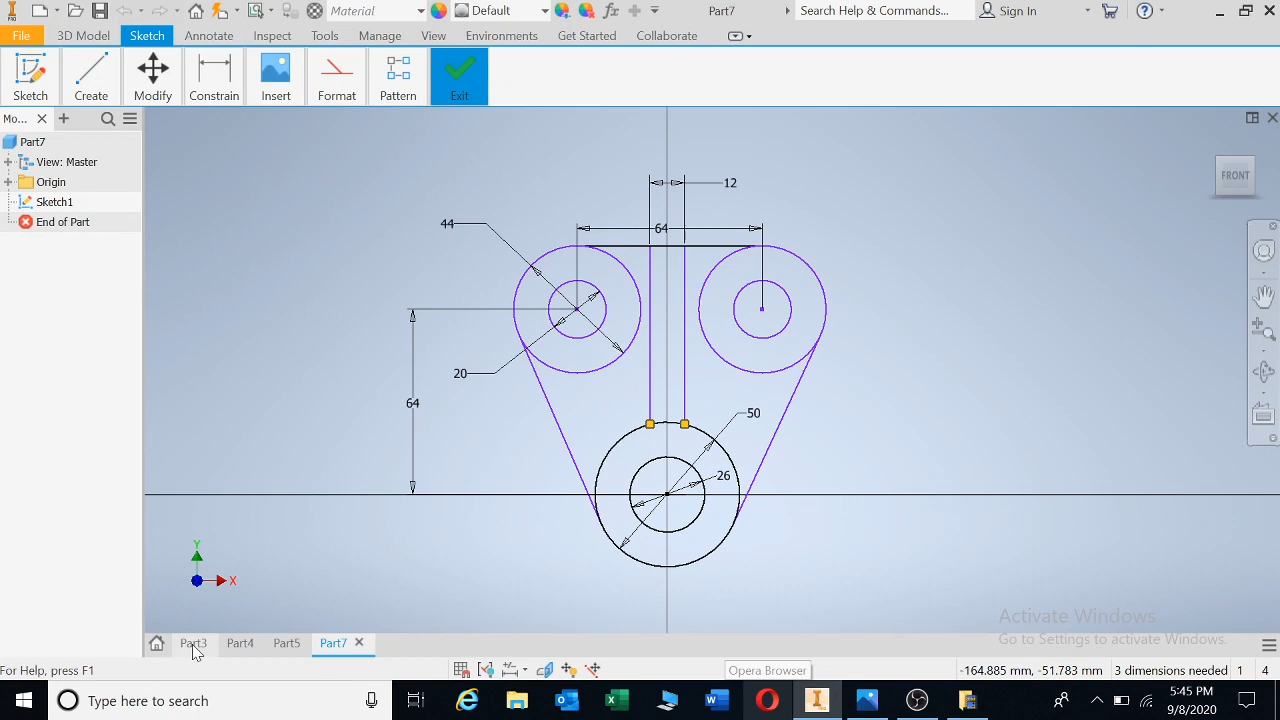 PRO
Material
Default
Part7
Search Help & Commands...
Sign In
File
3D Model
Sketch
Annotate
Inspect
Tools
Manage
View
Environments
Get Started
Collaborate
Sketch
Create
Modify
Constrain
Insert
Format
Pattern
Exit
Mo...
Part7
View: Master
Origin
Sketch1
End of Part
FRONT
12
64
44
20
64
50
26
Y
X
Activate Windows
Go to Settings to activate Windows.
Part3
Part4
Part5
Part7
For Help, press F1
Opera Browser
-164.885 mm, -51.783 mm
3 dimensions needed
1
4
Type here to search
5:45 PM
9/8/2020